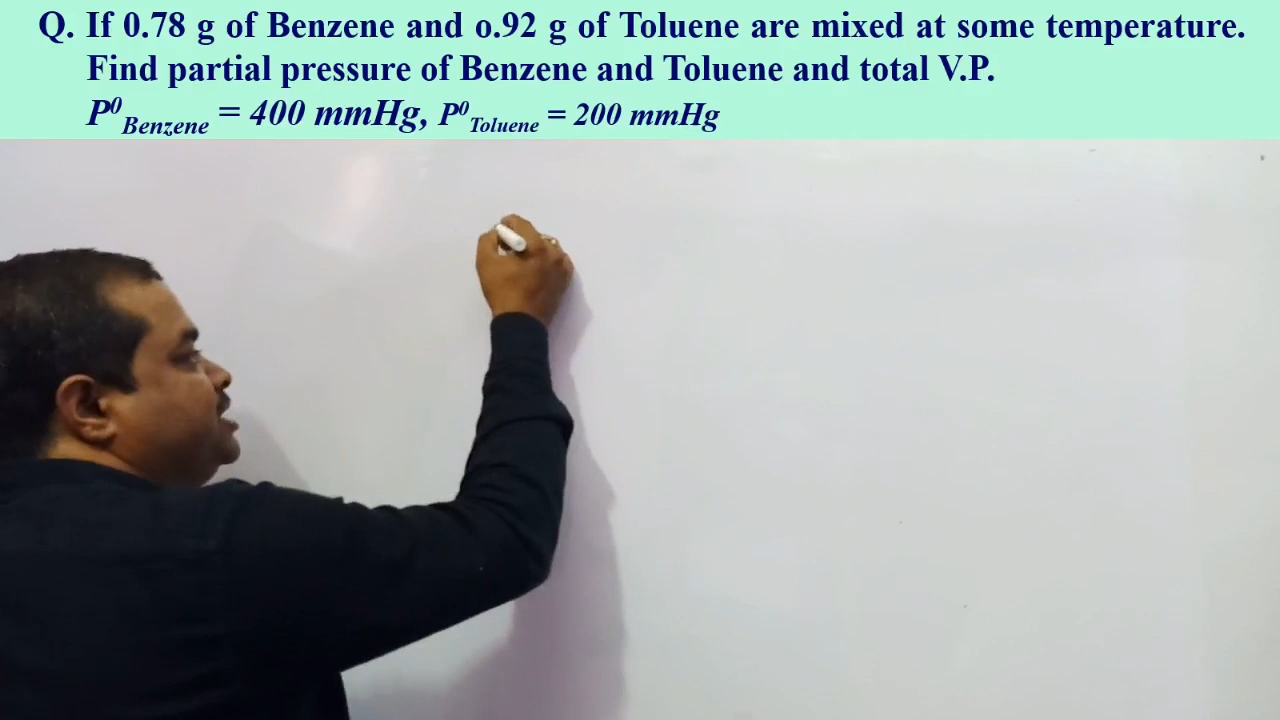 Q. If 0.78 g of Benzene and o.92 g of Toluene are mixed at some temperature.
Find partial pressure of Benzene and Toluene and total V.P.
P⁰Benzene = 400 mmHg, P⁰Toluene = 200 mmHg